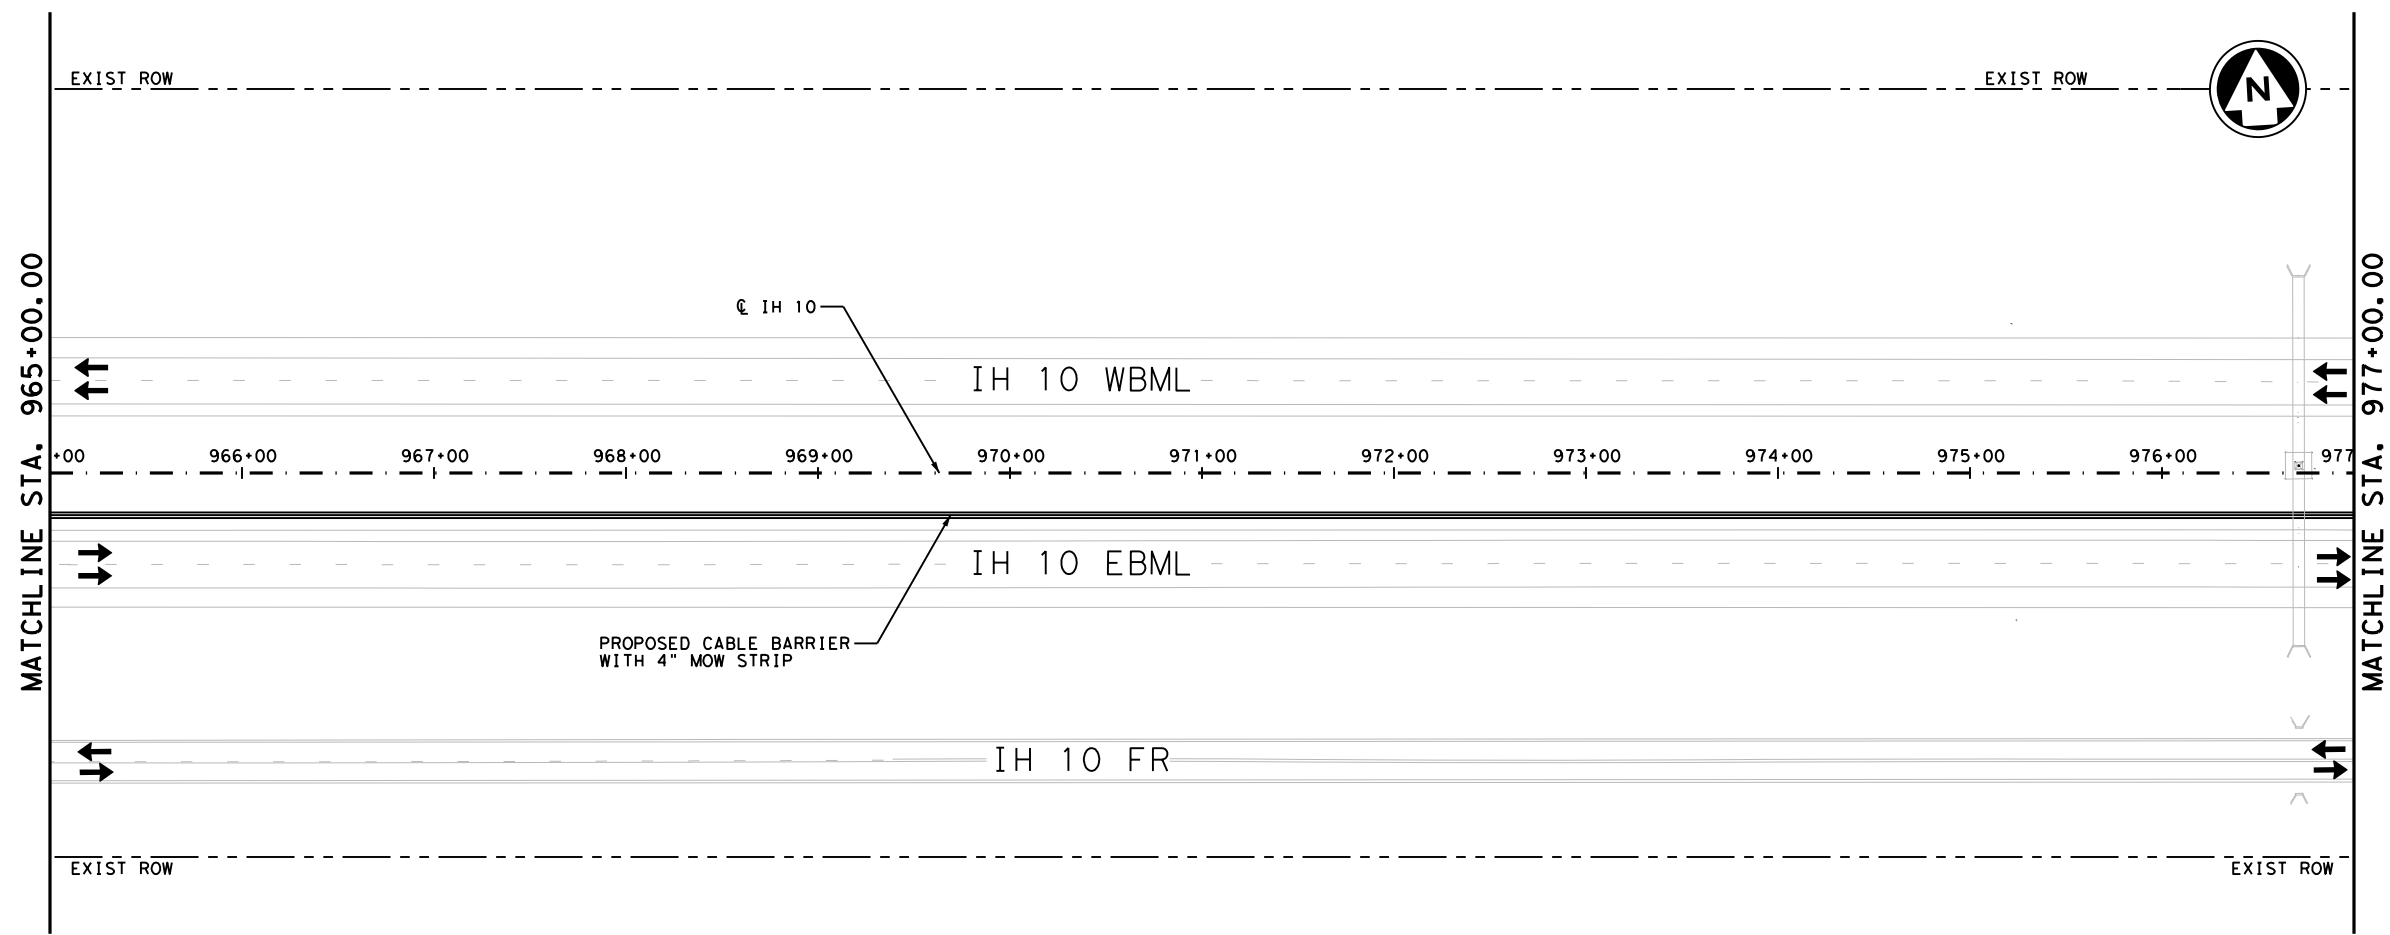 EXIST ROW
EXIST ROW
N
MATCHLINE STA. 965+00.00
MATCHLINE STA. 977+00.00
℄ IH 10
IH 10 WBML
+00 966+00 967+00 968+00 969+00 970+00 971+00 972+00 973+00 974+00 975+00 976+00 977
IH 10 EBML
PROPOSED CABLE BARRIER
WITH 4" MOW STRIP
IH 10 FR
EXIST ROW
EXIST ROW